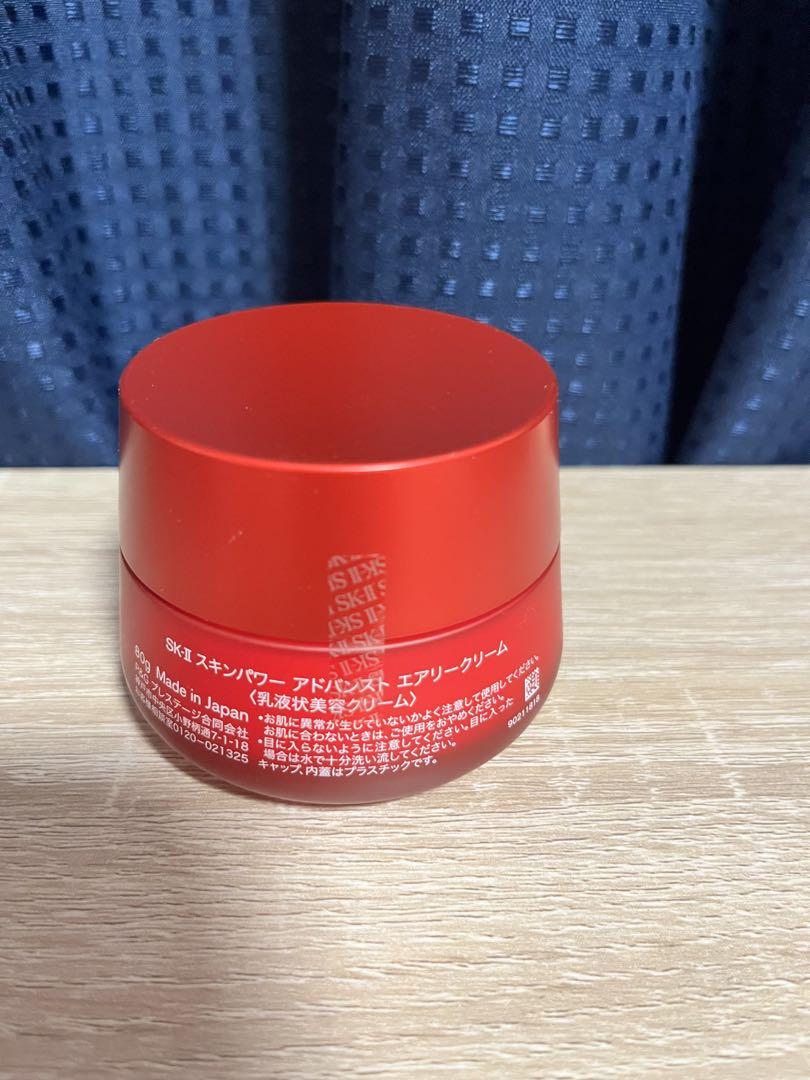 SK-II SK
SK-II S
SK-II
SK-II スキンパワー アドバンスト エアリークリーム
〈乳液状美容クリーム〉
80g Made in Japan
P&G プレステージ合同会社
神戸市中央区小野柄通7-1-18
お客様相談室0120-021325
•お肌に異常が生じていないかよく注意して使用してください。
お肌に合わないときは、ご使用をおやめください。
•目に入らないように注意してください。目に入った
場合は水で十分洗い流してください。
キャップ、内蓋はプラスチックです。
90211818